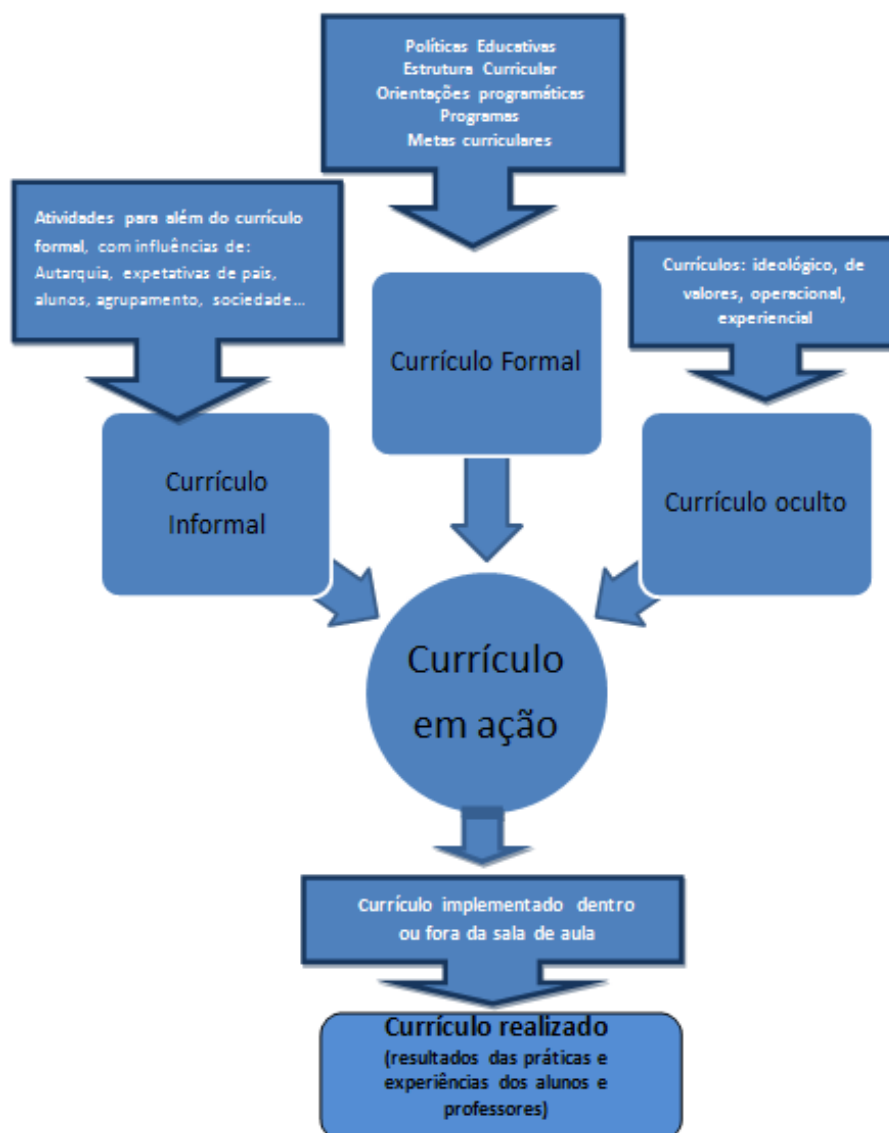 Políticas Educativas
Estrutura Curricular
Orientações programáticas
Programas
Metas curriculares
Atividades para além do currículo
formal, com influências de:
Autarquia, expetativas de pais,
alunos, agrupamento, sociedade...
Currículos: ideológico, de
valores, operacional,
experiencial
Currículo Formal
Currículo
Informal
Currículo oculto
Currículo
em ação
Currículo implementado dentro
ou fora da sala de aula
Currículo realizado
(resultados das práticas e
experiências dos alunos e
professores)